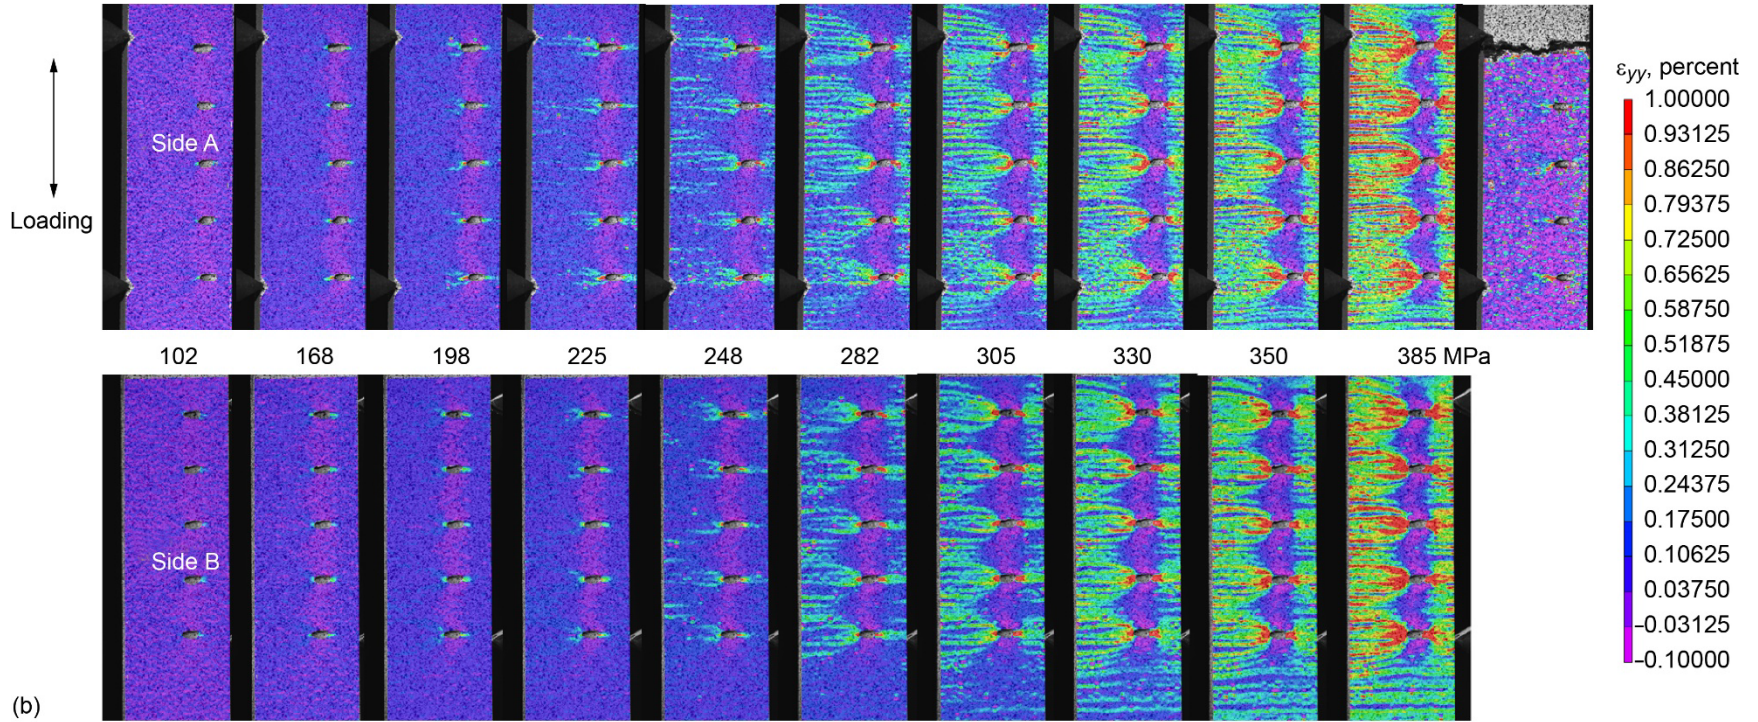 εyy, percent
1.00000
0.93125
0.86250
0.79375
0.72500
0.65625
0.58750
0.51875
0.45000
0.38125
0.31250
0.24375
0.17500
0.10625
0.03750
−0.03125
−0.10000
Side A
Loading
102 168 198 225 248 282 305 330 350 385 MPa
Side B
(b)